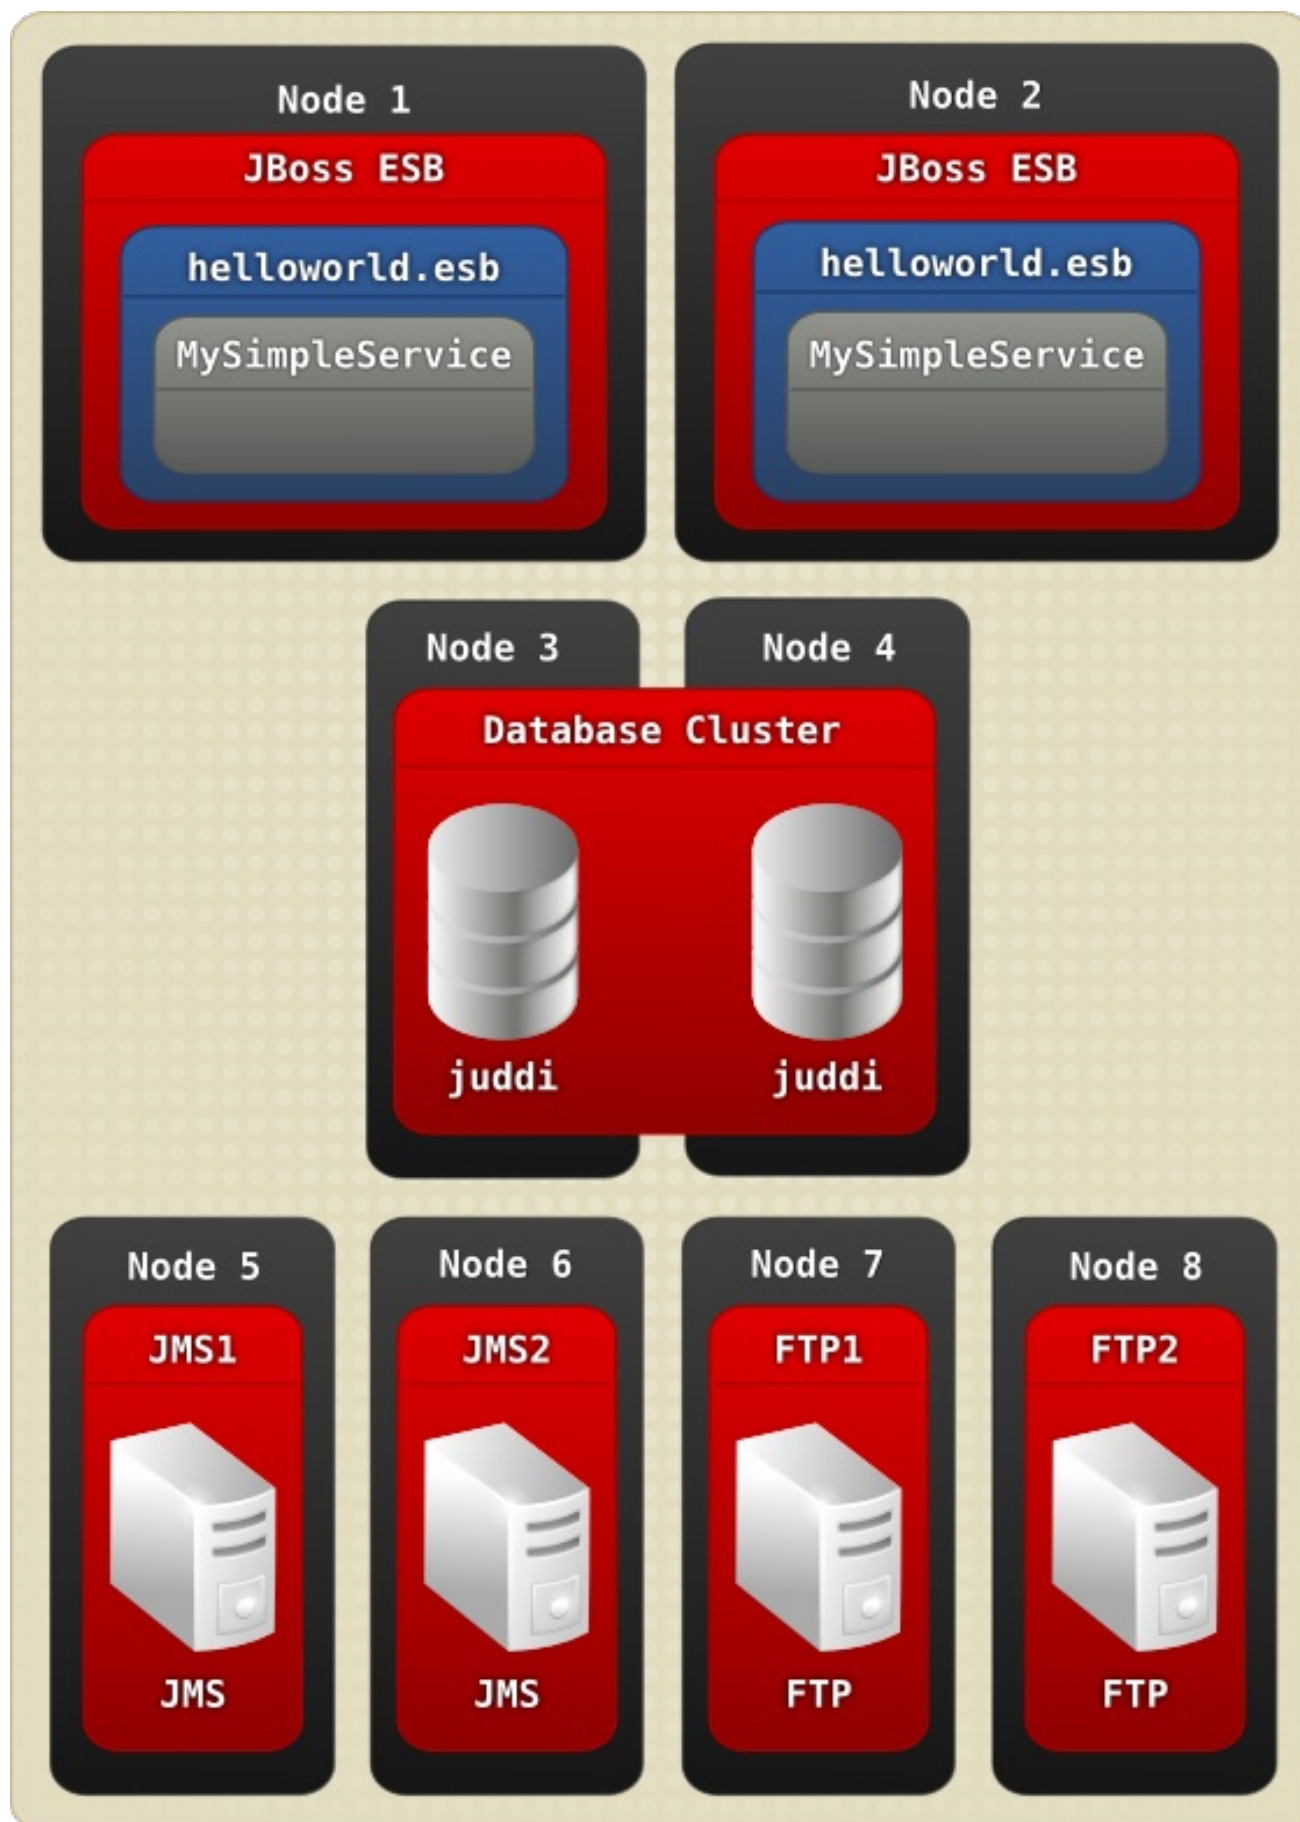 Node 1
Node 2
JBoss ESB
JBoss ESB
helloworld.esb
helloworld.esb
MySimpleService
MySimpleService
Node 3
Node 4
Database Cluster
juddi
juddi
Node 5
Node 6
Node 7
Node 8
JMS1
JMS2
FTP1
FTP2
JMS
JMS
FTP
FTP